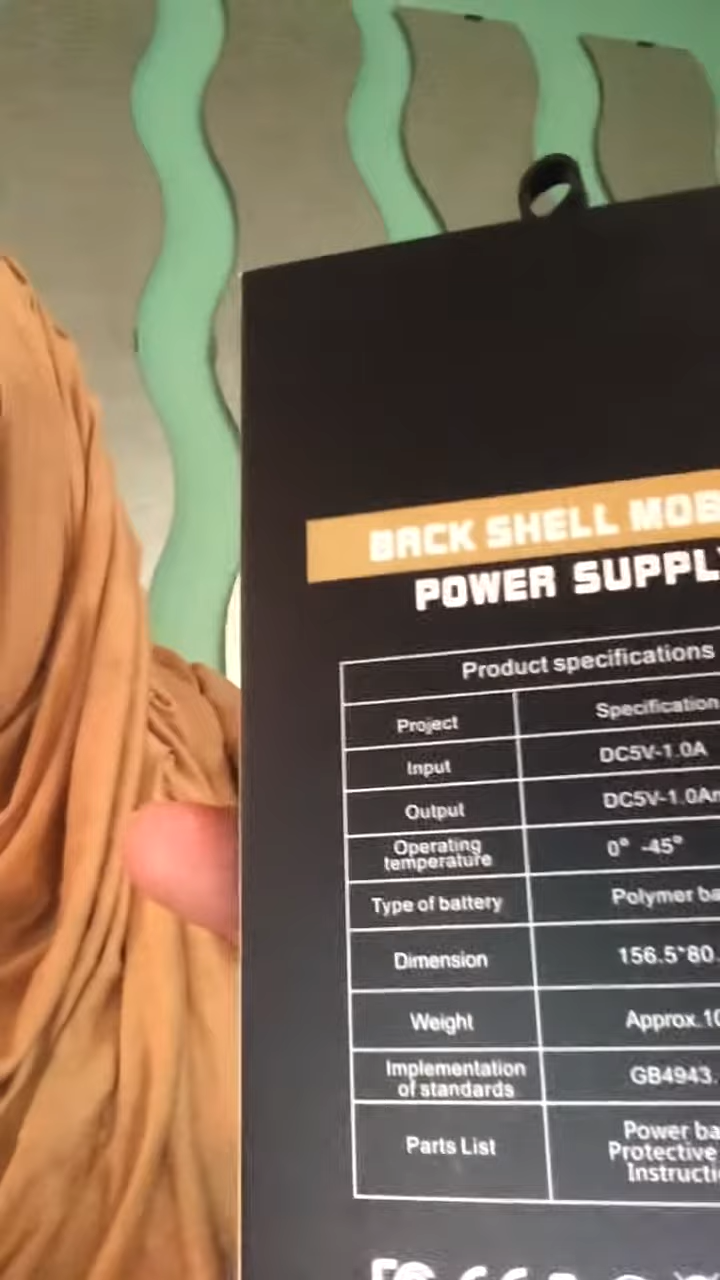 BACK SHELL MOB
POWER SUPPLY
Product specifications
Project Specification
Input DC5V-1.0A
Output DC5V-1.0Am
Operating
temperature 0° -45°
Type of battery Polymer ba
Dimension 156.5*80.
Weight Approx.10
Implementation
of standards GB4943.
Parts List
Power ba
Protective
Instructi